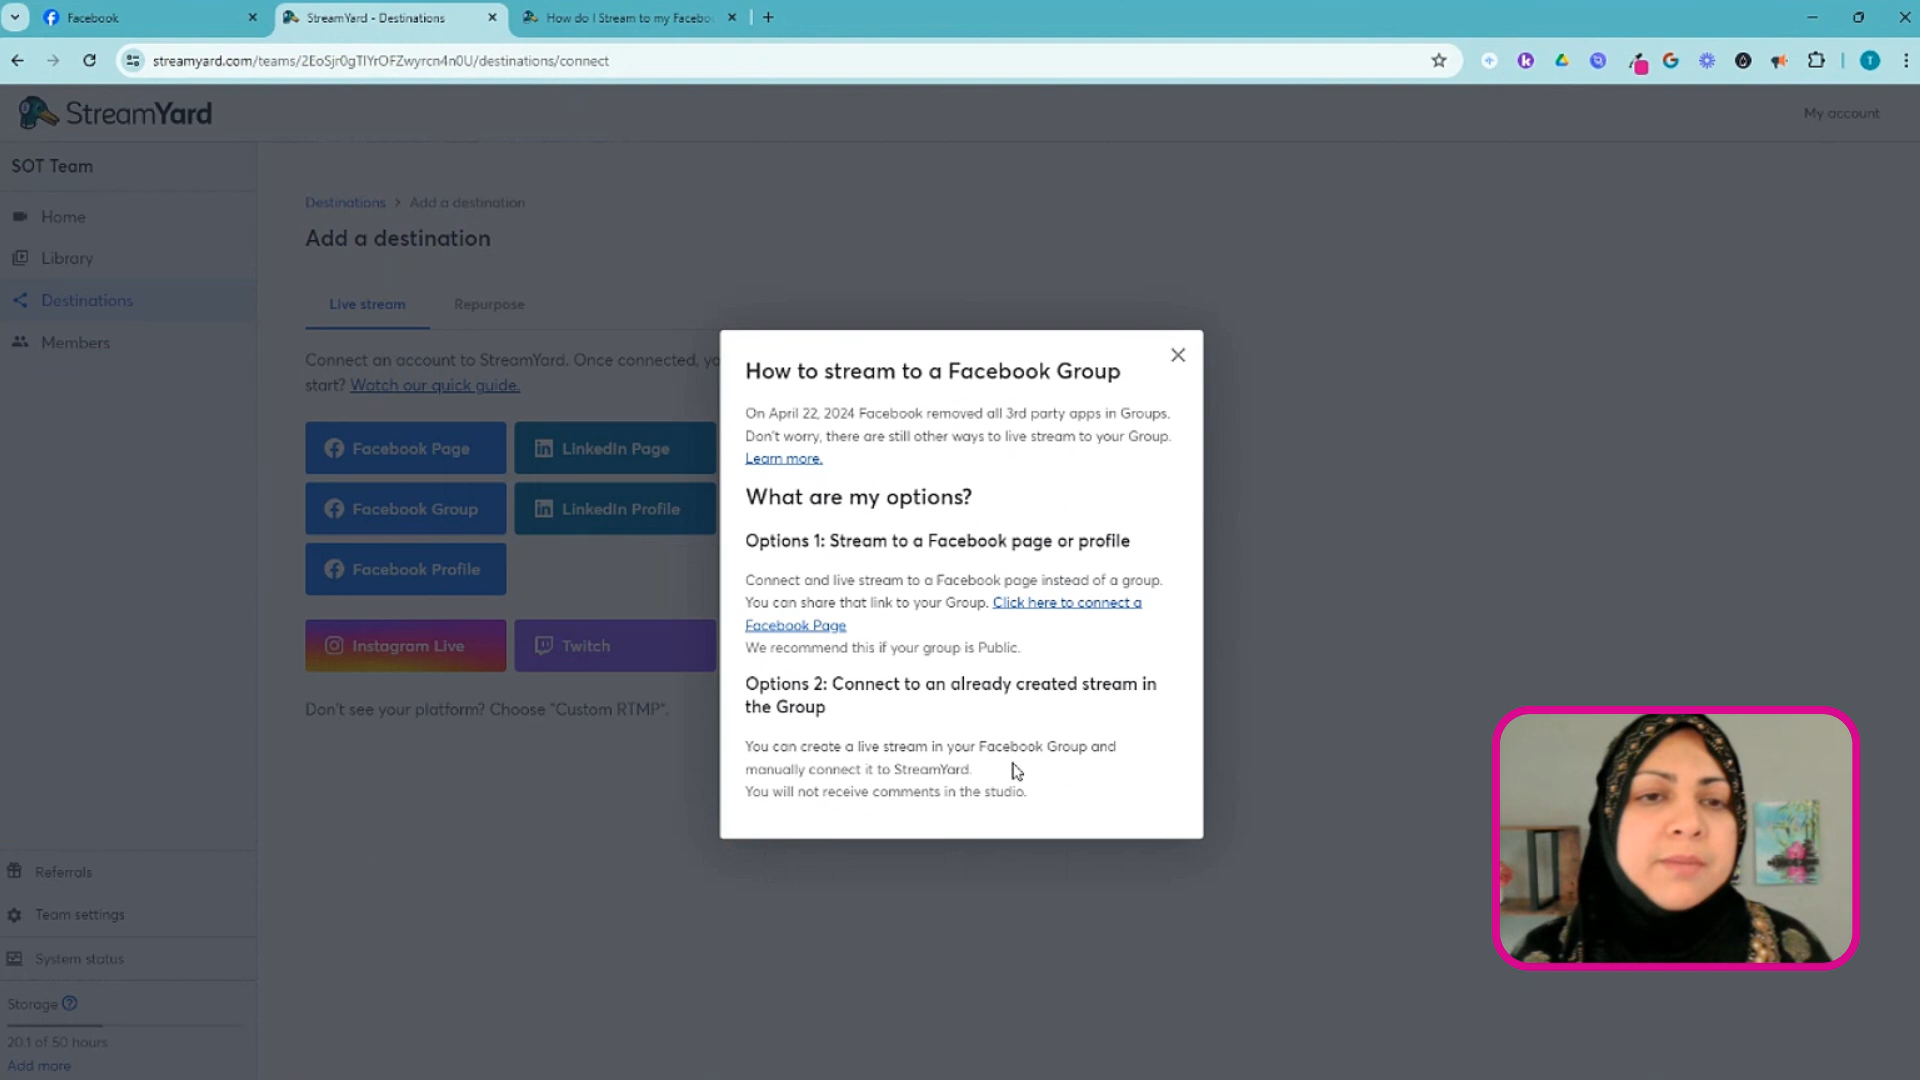 Facebook
StreamYard - Destinations
How do I Stream to my Facebo
streamyard.com/teams/2EoSjr0gTlYrOFZwyrcn4n0U/destinations/connect
StreamYard
My account
SOT Team
Home
Library
Destinations
Members
Referrals
Team settings
System status
Storage
20.1 of 50 hours
Add more
Destinations > Add a destination
Add a destination
Live stream
Repurpose
Connect an account to StreamYard. Once connected, yo
start? Watch our quick guide.
Facebook Page
LinkedIn Page
Facebook Group
LinkedIn Profile
Facebook Profile
Instagram Live
Twitch
Don't see your platform? Choose "Custom RTMP".
How to stream to a Facebook Group
On April 22, 2024 Facebook removed all 3rd party apps in Groups.
Don't worry, there are still other ways to live stream to your Group.
Learn more.
What are my options?
Options 1: Stream to a Facebook page or profile
Connect and live stream to a Facebook page instead of a group.
You can share that link to your Group. Click here to connect a
Facebook Page
We recommend this if your group is Public.
Options 2: Connect to an already created stream in
the Group
You can create a live stream in your Facebook Group and
manually connect it to StreamYard.
You will not receive comments in the studio.